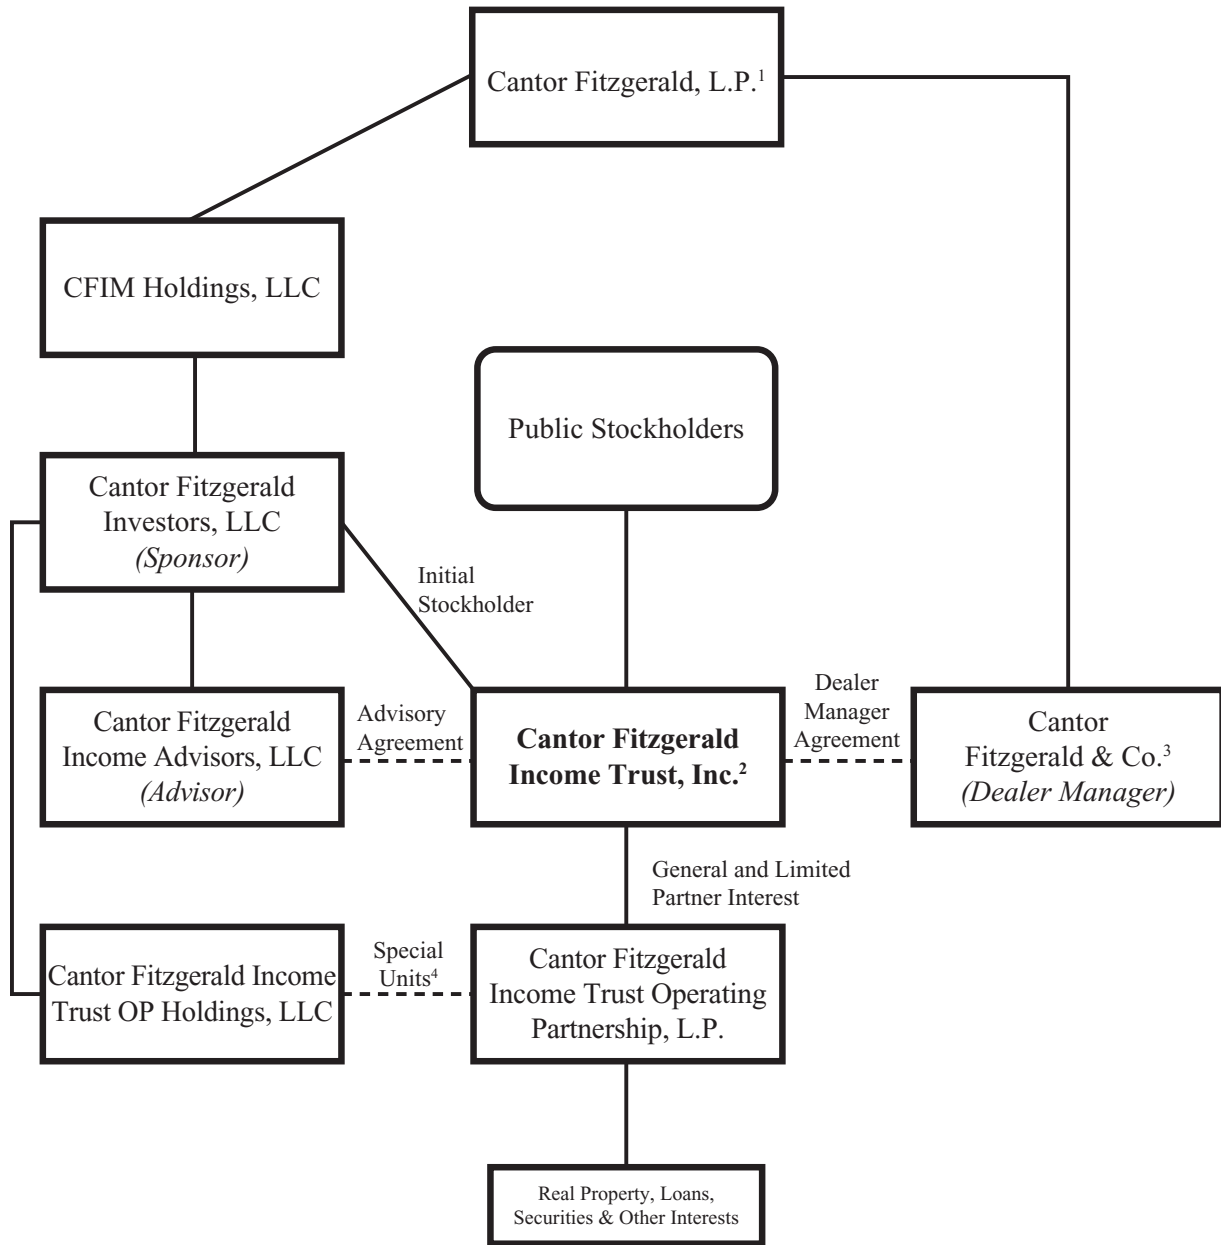 Cantor Fitzgerald, L.P.¹
CFIM Holdings, LLC
Public Stockholders
Cantor Fitzgerald
Investors, LLC
(Sponsor)
Initial
Stockholder
Cantor Fitzgerald
Income Advisors, LLC
(Advisor)
Advisory
Agreement
Cantor Fitzgerald
Income Trust, Inc.²
Dealer
Manager
Agreement
Cantor
Fitzgerald & Co.³
(Dealer Manager)
General and Limited
Partner Interest
Cantor Fitzgerald Income
Trust OP Holdings, LLC
Special
Units⁴
Cantor Fitzgerald
Income Trust Operating
Partnership, L.P.
Real Property, Loans,
Securities & Other Interests